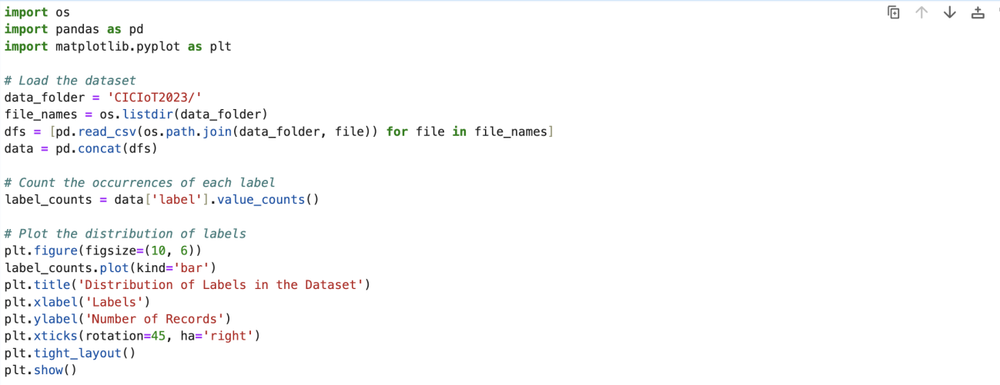 import os
import pandas as pd
import matplotlib.pyplot as plt
# Load the dataset
data_folder = 'CICIoT2023/'
file_names = os.listdir(data_folder)
dfs = [pd.read_csv(os.path.join(data_folder, file)) for file in file_names]
data = pd.concat(dfs)
# Count the occurrences of each label
label_counts = data['label'].value_counts()
# Plot the distribution of labels
plt.figure(figsize=(10, 6))
label_counts.plot(kind='bar')
plt.title('Distribution of Labels in the Dataset')
plt.xlabel('Labels')
plt.ylabel('Number of Records')
plt.xticks(rotation=45, ha='right')
plt.tight_layout()
plt.show()